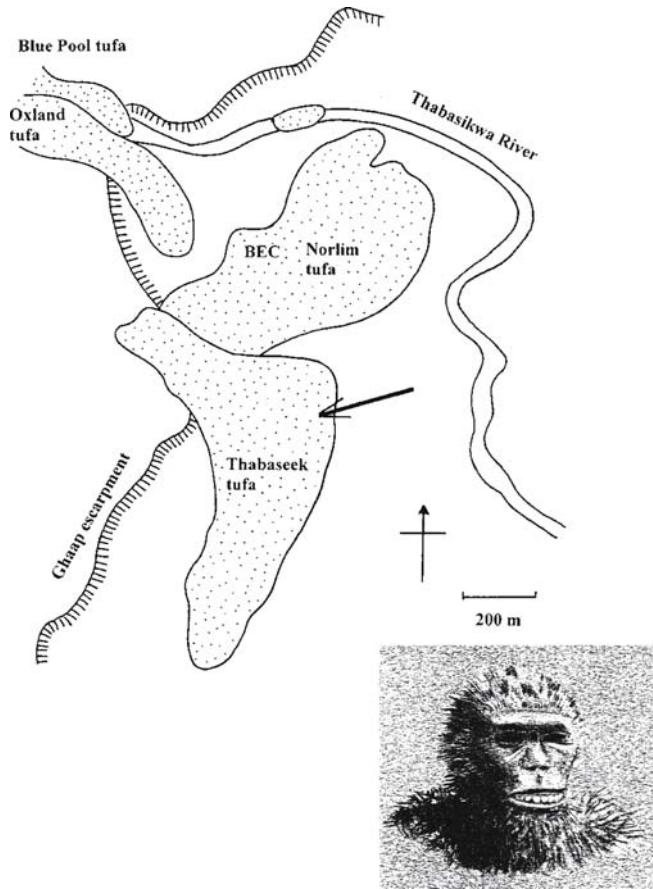 Blue Pool tufa
Oxland
tufa
Thabasikwa River
BEC
Norlim
tufa
Thabaseek
tufa
Ghaap escarpment
200 m